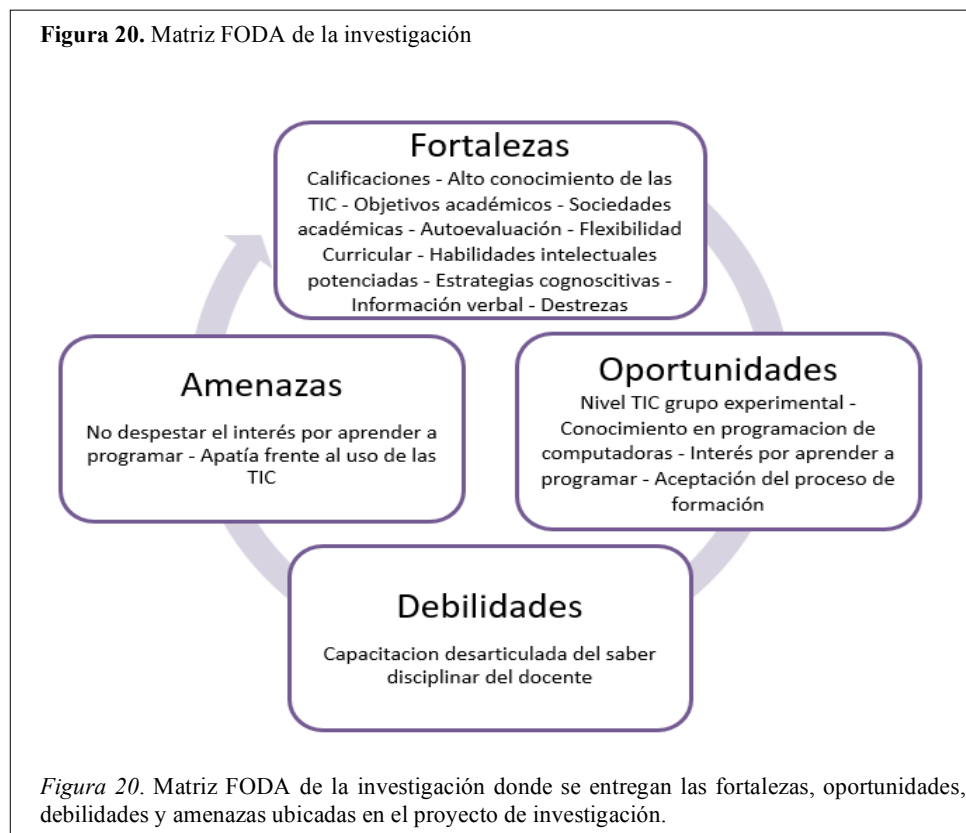 Figura 20. Matriz FODA de la investigación
Fortalezas
Calificaciones - Alto conocimiento de las
TIC - Objetivos académicos - Sociedades
académicas - Autoevaluación - Flexibilidad
Curricular - Habilidades intelectuales
potenciadas - Estrategias cognoscitivas -
Información verbal - Destrezas
Oportunidades
Nivel TIC grupo experimental -
Conocimiento en programacion de
computadoras - Interés por aprender a
programar - Aceptación del proceso de
formación
Debilidades
Capacitacion desarticulada del saber
disciplinar del docente
Amenazas
No despestar el interés por aprender a
programar - Apatía frente al uso de las
TIC
Figura 20. Matriz FODA de la investigación donde se entregan las fortalezas, oportunidades,
debilidades y amenazas ubicadas en el proyecto de investigación.